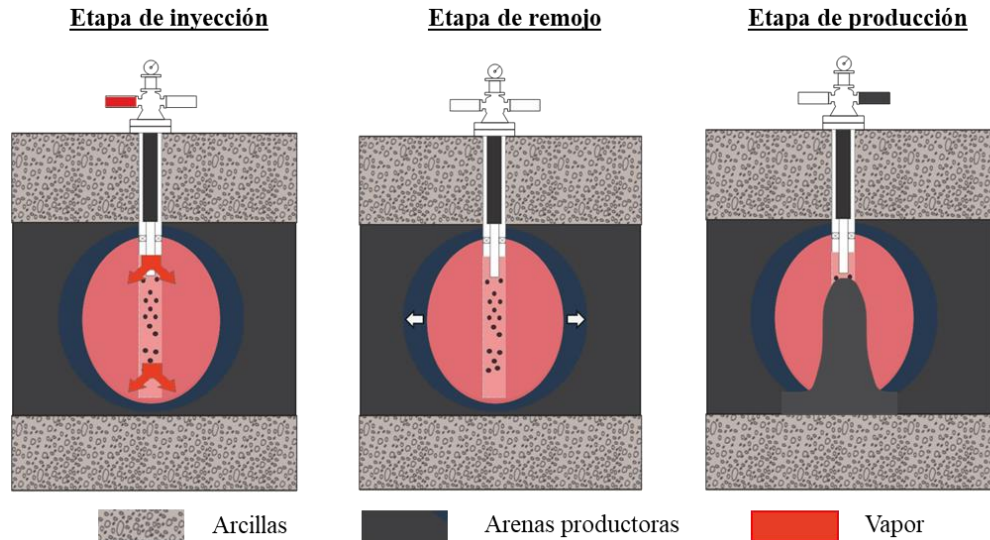 Etapa de inyección
Etapa de remojo
Etapa de producción
Arcillas
Arenas productoras
Vapor